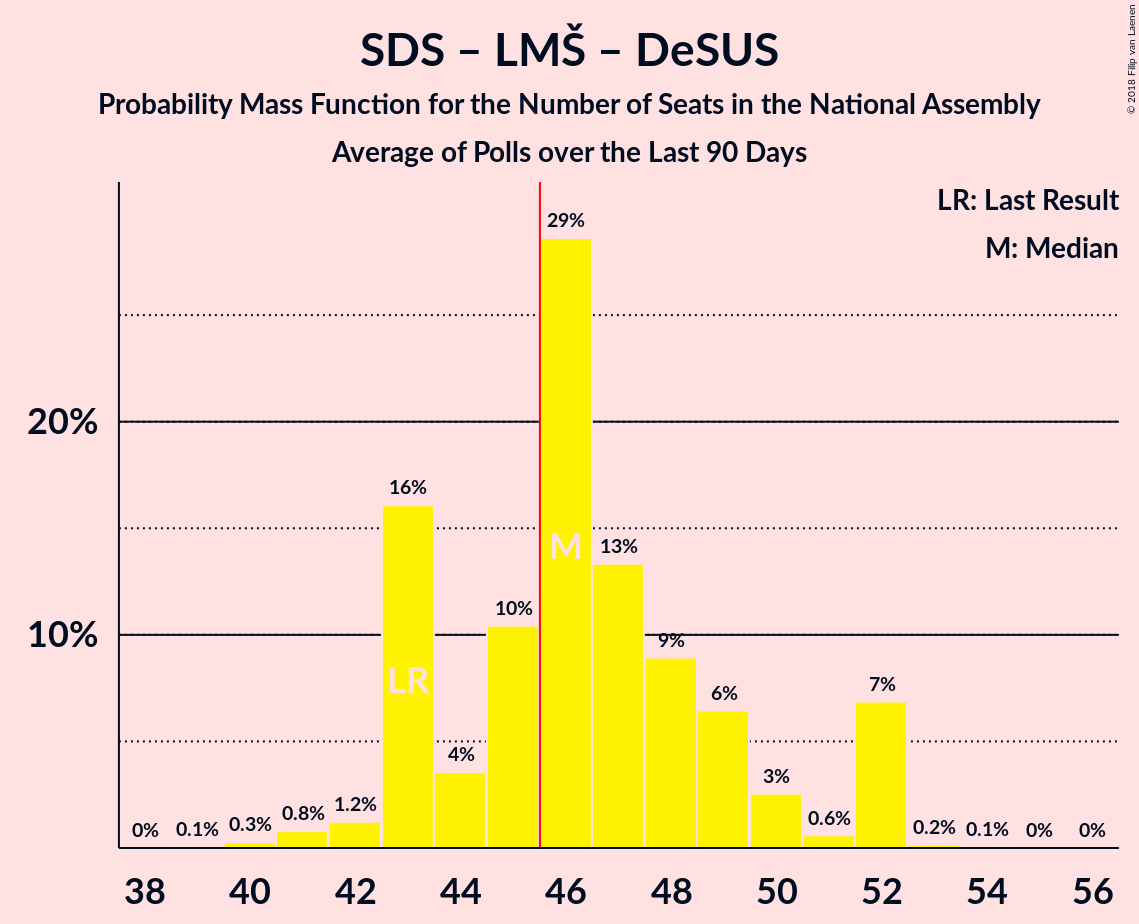 SDS – LMŠ – DeSUS
Probability Mass Function for the Number of Seats in the National Assembly
Average of Polls over the Last 90 Days
© 2018 Filip van Laenen
LR: Last Result
M: Median
20%
10%
0%
0.1%
0.3%
0.8%
1.2%
16%
4%
10%
29%
13%
9%
6%
3%
0.6%
7%
0.2%
0.1%
0%
0%
LR
M
38 40 42 44 46 48 50 52 54 56